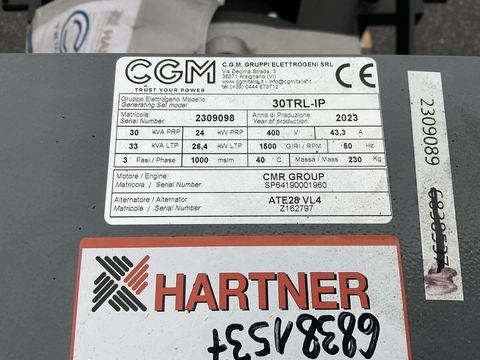 CGM
TRUST YOUR POWER
C.G.M. GRUPPI ELETTROGENI SRL
Via Decima Strada, 3
36071 Arzignano (VI)
www.cgmitalia.it - cgm@cgmitalia.it
tel (+39) 0444 673712
CE
Gruppo Elettrogeno Modello
Generating Set model
30TRL-IP
Matricola:
Serial Number
2309098
Anno di Produzione
Year of production
2023
30 kVA PRP 24 kW PRP 400 V 43,3 A
33 kVA LTP 26,4 kW LTP 1500 GIRI / RPM 50 Hz
3 Fasi / Phase 1000 mslm 40 °C Massa / Mass 230 Kg
Motore / Engine:
Matricola / Serial Number
CMR GROUP
SP64190001960
Alternatore / Alternator
Matricola / Serial Number
ATE28 VL4
Z162797
HARTNER
6838153+
2309089